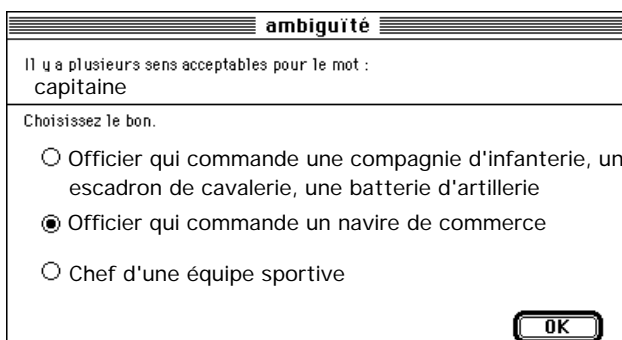 ambiguïté
Il y a plusieurs sens acceptables pour le mot :
capitaine
Choisissez le bon.
Officier qui commande une compagnie d'infanterie, un
escadron de cavalerie, une batterie d'artillerie
Officier qui commande un navire de commerce
Chef d'une équipe sportive
OK